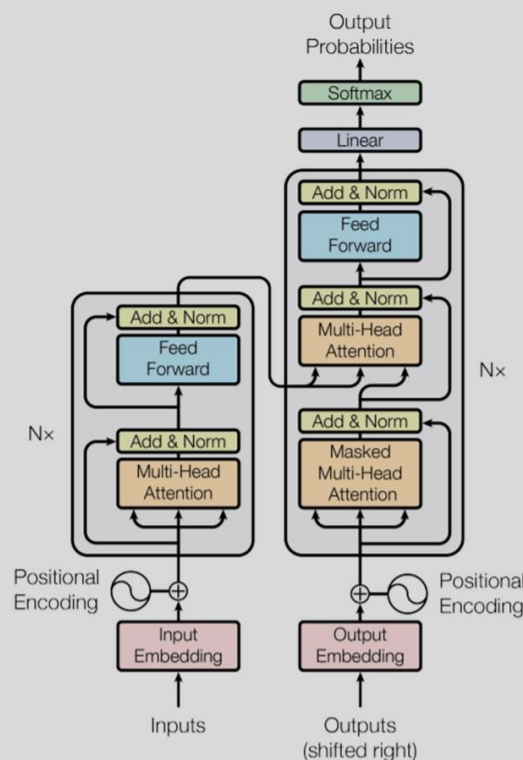 Output
Probabilities
Softmax
Linear
Add & Norm
Feed
Forward
Add & Norm
Multi-Head
Attention
Add & Norm
Masked
Multi-Head
Attention
N×
Add & Norm
Feed
Forward
Add & Norm
Multi-Head
Attention
N×
Positional
Encoding
Positional
Encoding
Input
Embedding
Output
Embedding
Inputs
Outputs
(shifted right)